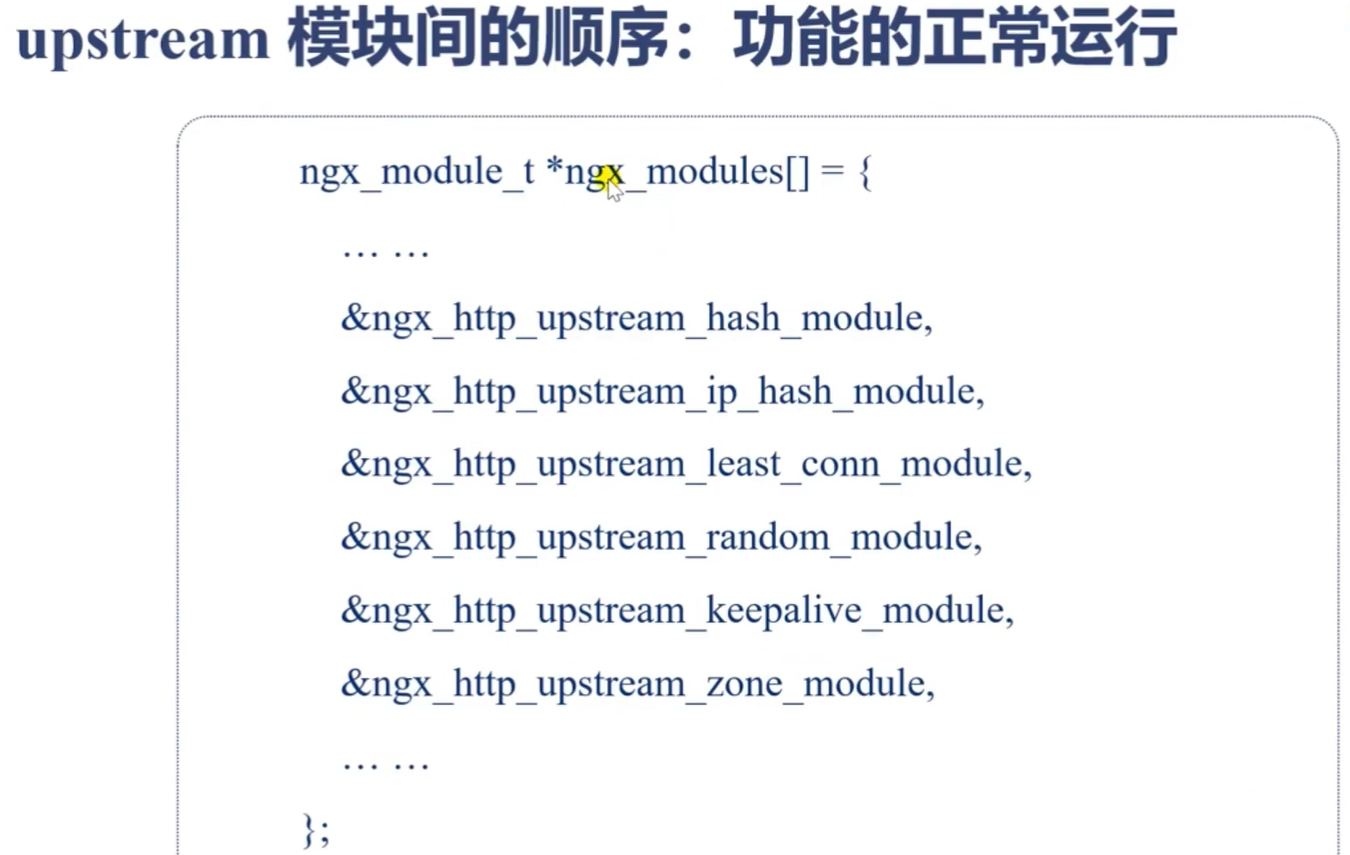 upstream 模块间的顺序：功能的正常运行
ngx_module_t *ngx_modules[] = {
… …
&ngx_http_upstream_hash_module,
&ngx_http_upstream_ip_hash_module,
&ngx_http_upstream_least_conn_module,
&ngx_http_upstream_random_module,
&ngx_http_upstream_keepalive_module,
&ngx_http_upstream_zone_module,
… …
};